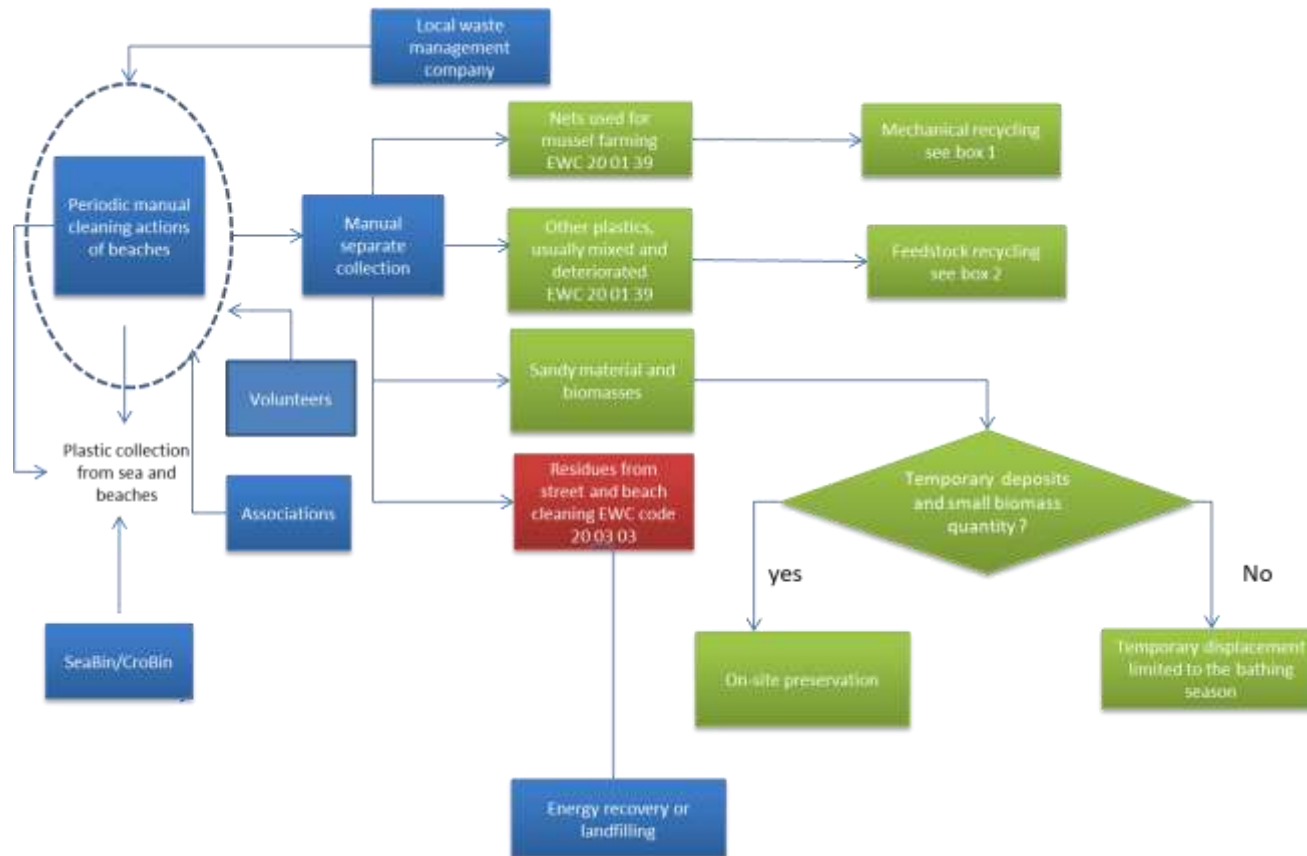 Local waste
management
company
Nets used for
mussel farming
EWC 20 01 39
Mechanical recycling
see box 1
Periodic manual
cleaning actions
of beaches
Manual
separate
collection
Other plastics,
usually mixed and
deteriorated
EWC 20 01 39
Feedstock recycling
see box 2
Volunteers
Sandy material and
biomasses
Plastic collection
from sea and
beaches
Associations
Residues from
street and beach
cleaning EWC code
20 03 03
Temporary deposits
and small biomass
quantity ?
yes
No
SeaBin/CroBin
On-site preservation
Temporary displacement
limited to the bathing
season
Energy recovery or
landfilling